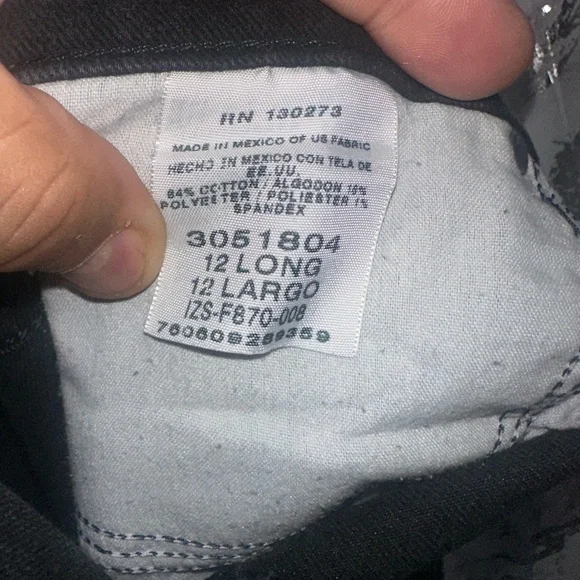 RN 130273
MADE IN MEXICO OF US FABRIC
HECHO IN MEXICO CON TELA DE
EE.UU.
84% COTTON / ALGODON 15%
POLYESTER / POLIESTER 1%
SPANDEX
3051804
12 LONG
12 LARGO
IZS-F870-008
760609269359